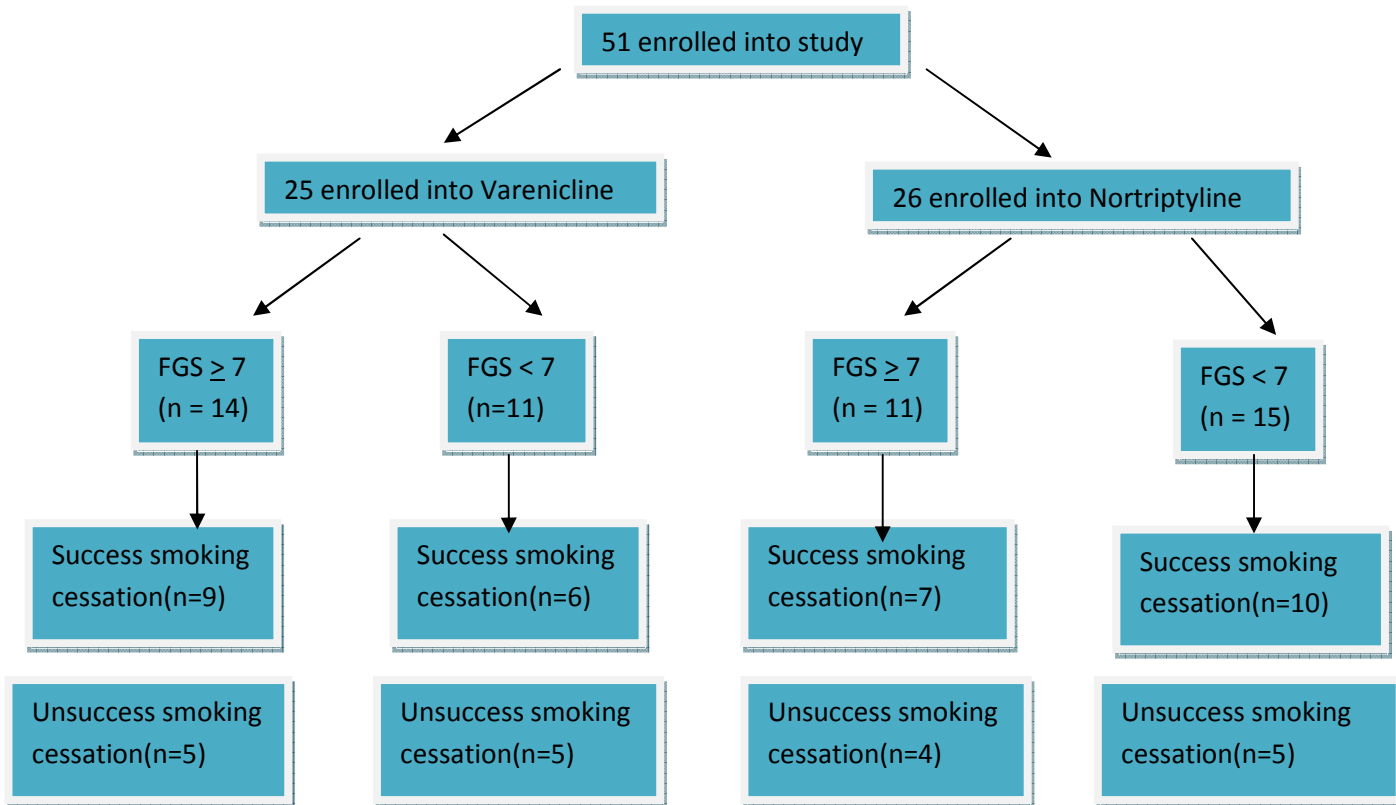 51 enrolled into study
25 enrolled into Varenicline
26 enrolled into Nortriptyline
FGS ≥ 7
(n = 14)
FGS < 7
(n=11)
FGS ≥ 7
(n = 11)
FGS < 7
(n = 15)
Success smoking
cessation(n=9)
Success smoking
cessation(n=6)
Success smoking
cessation(n=7)
Success smoking
cessation(n=10)
Unsuccess smoking
cessation(n=5)
Unsuccess smoking
cessation(n=5)
Unsuccess smoking
cessation(n=4)
Unsuccess smoking
cessation(n=5)